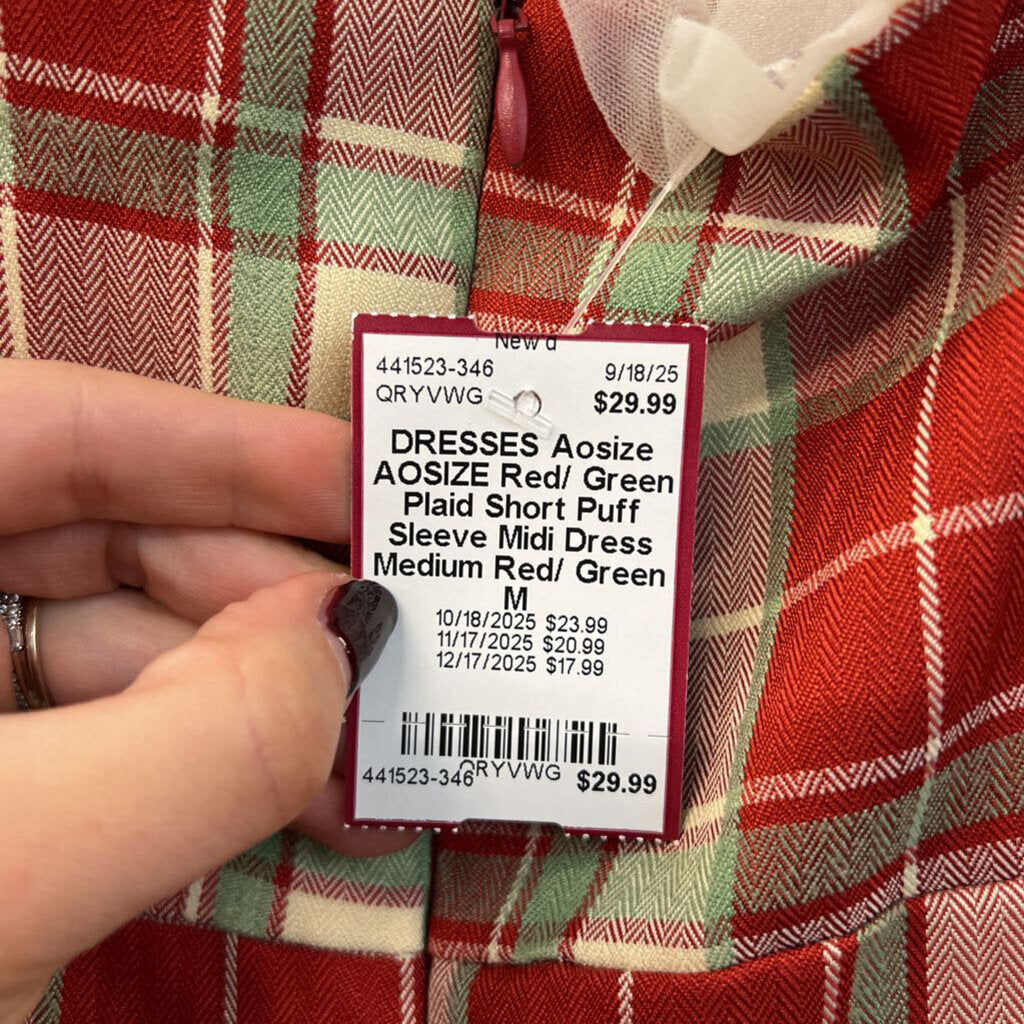 New d
441523-346 9/18/25
QRYVWG $29.99
DRESSES Aosize
AOSIZE Red/ Green
Plaid Short Puff
Sleeve Midi Dress
Medium Red/ Green
M
10/18/2025 $23.99
11/17/2025 $20.99
12/17/2025 $17.99
QRYVWG
441523-346 $29.99